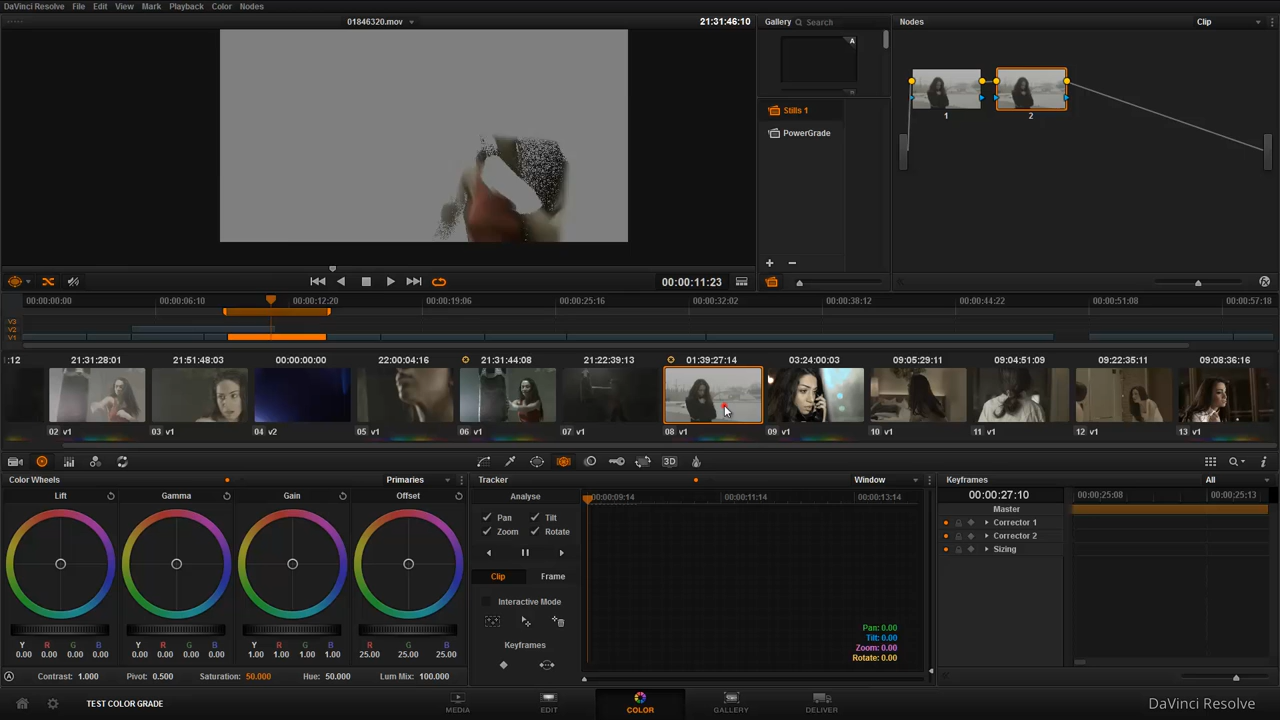 DaVinci Resolve File Edit View Mark Playback Color Nodes
01846320.mov 21:31:46:10 Gallery Search Nodes Clip
A
Stills 1
PowerGrade
1 2
00:00:11:23
00:00:00:00 00:00:06:10 00:00:12:20 00:00:19:06 00:00:25:16 00:00:32:02 00:00:38:12 00:00:44:22 00:00:51:08 00:00:57:18
V3
V2
V1
:12 21:31:28:01 21:51:48:03 00:00:00:00 22:00:04:16 21:31:44:08 21:22:39:13 01:39:27:14 03:24:00:03 09:05:29:11 09:04:51:09 09:22:35:11 09:08:36:16
02 v1 03 v1 04 v2 05 v1 06 v1 07 v1 08 v1 09 v1 10 v1 11 v1 12 v1 13 v1
3D
Color Wheels Primaries Tracker Window Keyframes All
Lift Gamma Gain Offset Analyse 00:00:09:14 00:00:11:14 00:00:13:14 00:00:27:10 00:00:25:08 00:00:25:13
Master
Pan Tilt Corrector 1
Zoom Rotate Corrector 2
Sizing
Clip Frame
Interactive Mode
Pan: 0.00
Tilt: 0.00
Zoom: 0.00
Rotate: 0.00
Keyframes
Y R G B Y R G B Y R G B R G B
0.00 0.00 0.00 0.00 0.00 0.00 0.00 0.00 1.00 1.00 1.00 1.00 25.00 25.00 25.00
A Contrast: 1.000 Pivot: 0.500 Saturation: 50.000 Hue: 50.000 Lum Mix: 100.000
TEST COLOR GRADE MEDIA EDIT COLOR GALLERY DELIVER DaVinci Resolve